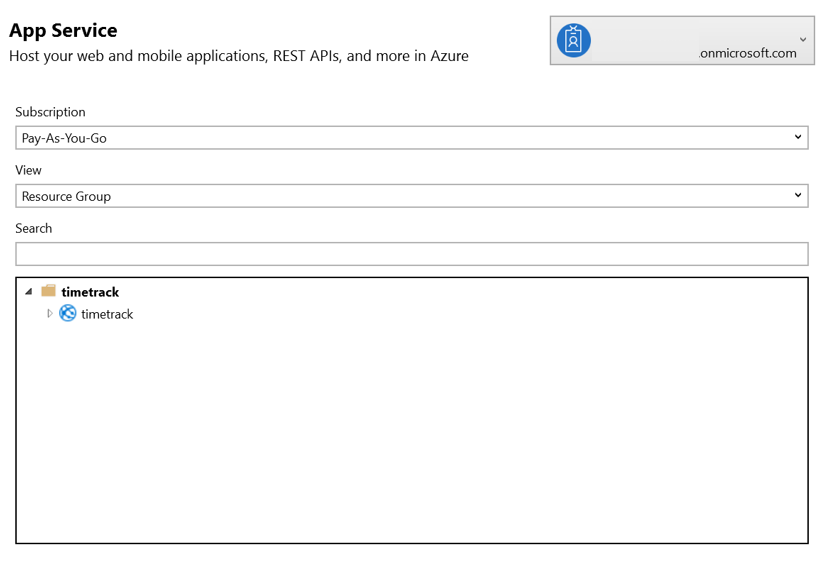 App Service
Host your web and mobile applications, REST APIs, and more in Azure
.onmicrosoft.com
Subscription
Pay-As-You-Go
View
Resource Group
Search
timetrack
timetrack